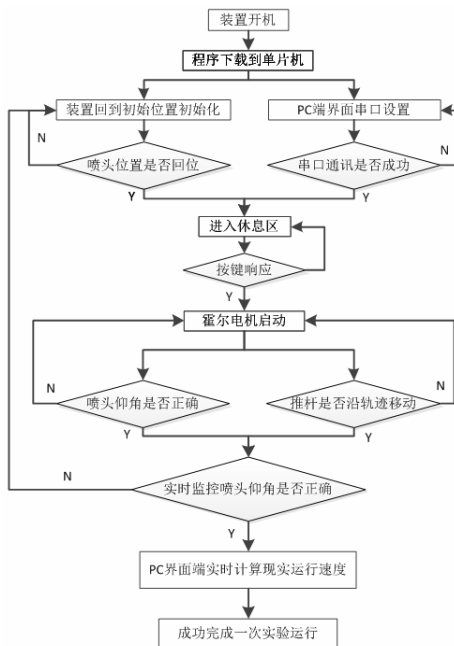 装置开机
程序下载到单片机
装置回到初始位置初始化
PC端界面串口设置
N
喷头位置是否回位
串口通讯是否成功
N
Y
Y
进入休息区
按键响应
Y
霍尔电机启动
N
喷头仰角是否正确
推杆是否沿轨迹移动
N
Y
Y
N
实时监控喷头仰角是否正确
Y
PC界面端实时计算现实运行速度
成功完成一次实验运行